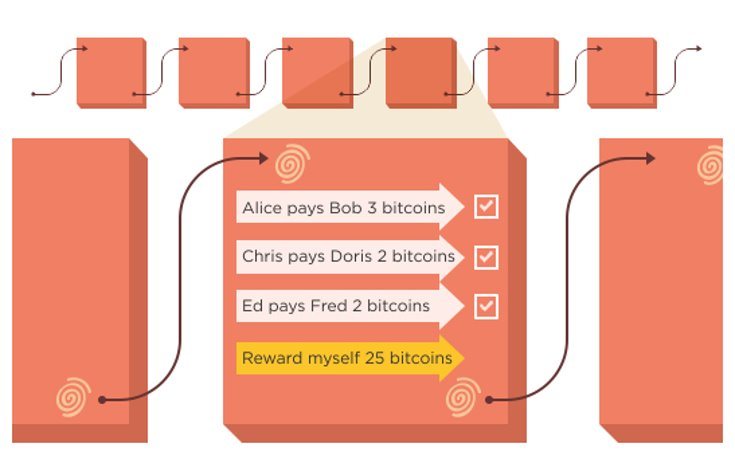 Alice pays Bob 3 bitcoins
Chris pays Doris 2 bitcoins
Ed pays Fred 2 bitcoins
Reward myself 25 bitcoins